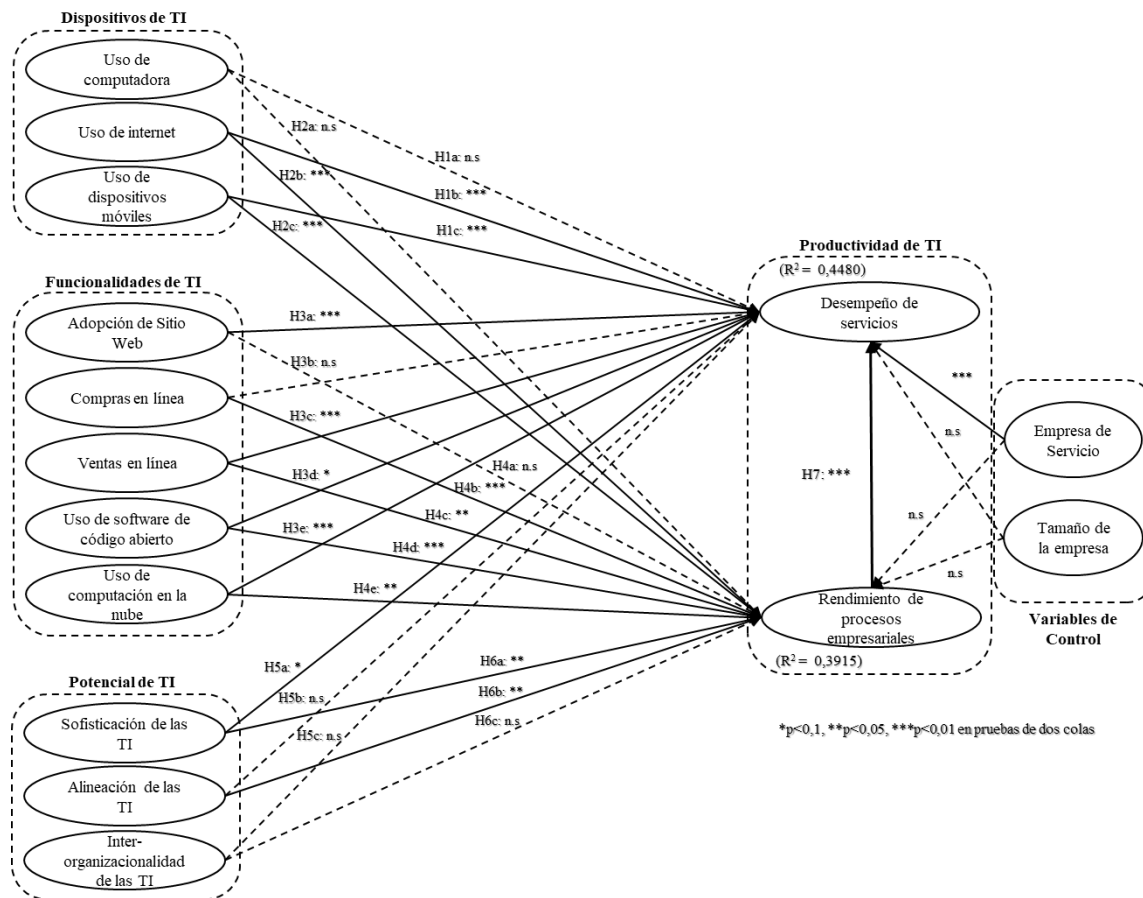 Dispositivos de TI
Uso de
computadora
Uso de internet
Uso de
dispositivos
móviles
H2a: n.s
H2b: ***
H2c: ***
H1a: n.s
H1b: ***
H1c: ***
Funcionalidades de TI
Adopción de Sitio
Web
Compras en línea
Ventas en línea
Uso de software de
código abierto
Uso de
computación en la
nube
H3a: ***
H3b: n.s
H3c: ***
H3d: *
H3e: ***
H4a: n.s
H4b: ***
H4c: **
H4d: ***
H4e: **
Potencial de TI
Sofisticación de las
TI
Alineación de las
TI
Inter-
organizacionalidad
de las TI
H5a: *
H5b: n.s
H5c: n.s
H6a: **
H6b: **
H6c: n.s
Productividad de TI
(R² = 0,4480)
Desempeño de
servicios
H7: ***
Rendimiento de
procesos
empresariales
(R² = 0,3915)
***
n.s
n.s
n.s
Empresa de
Servicio
Tamaño de
la empresa
Variables de
Control
*p<0,1, **p<0,05, ***p<0,01 en pruebas de dos colas